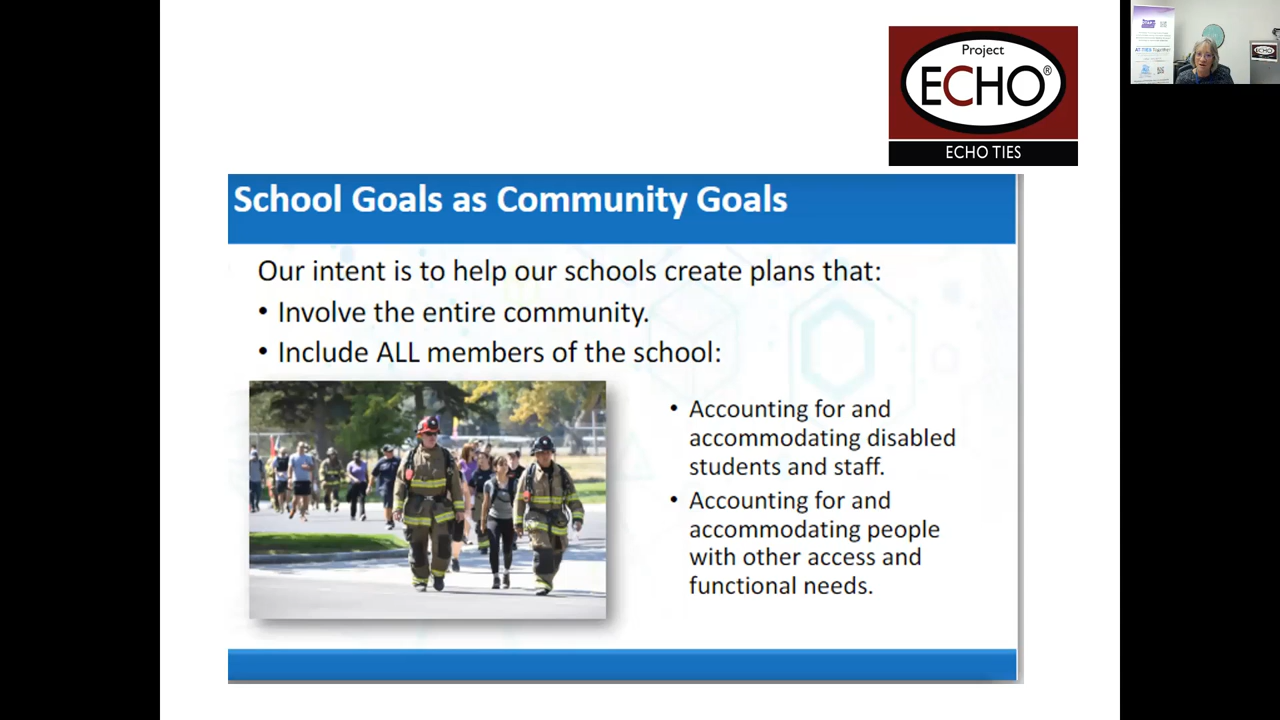 Project
ECHO®
ECHO TIES
School Goals as Community Goals
Our intent is to help our schools create plans that:
• Involve the entire community.
• Include ALL members of the school:
• Accounting for and
accommodating disabled
students and staff.
• Accounting for and
accommodating people
with other access and
functional needs.
ECHO